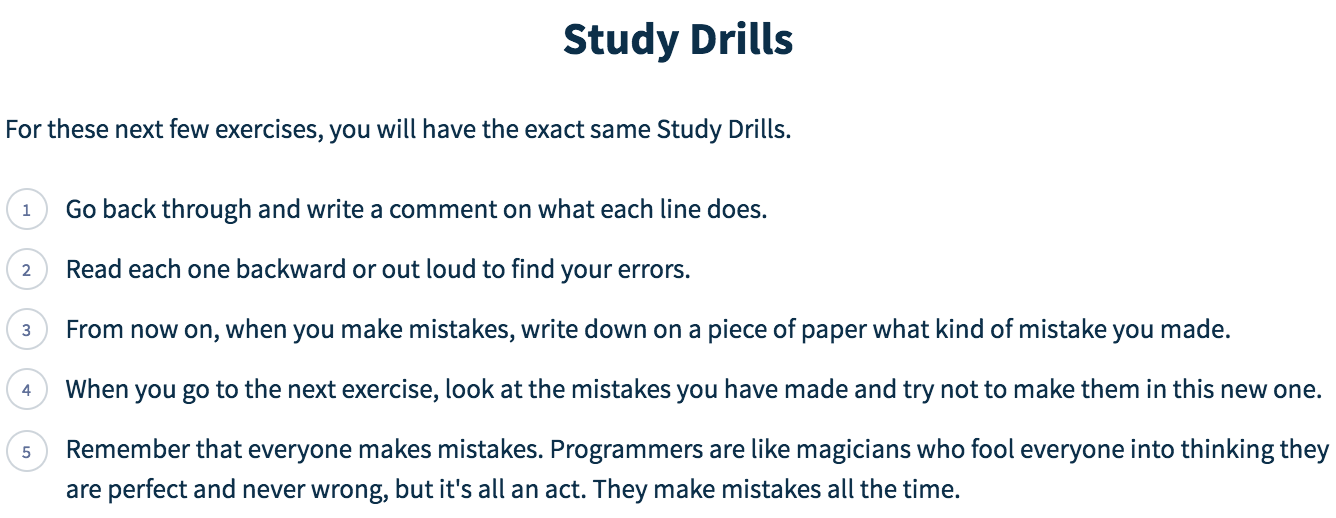 Study Drills
For these next few exercises, you will have the exact same Study Drills.
1 Go back through and write a comment on what each line does.
2 Read each one backward or out loud to find your errors.
3 From now on, when you make mistakes, write down on a piece of paper what kind of mistake you made.
4 When you go to the next exercise, look at the mistakes you have made and try not to make them in this new one.
5 Remember that everyone makes mistakes. Programmers are like magicians who fool everyone into thinking they
are perfect and never wrong, but it's all an act. They make mistakes all the time.